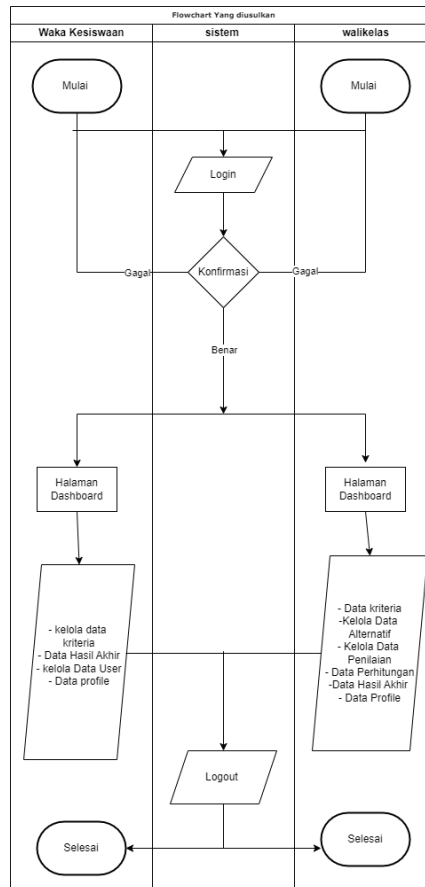 Flowchart Yang diusulkan
Waka Kesiswaan
sistem
walikelas
Mulai
Mulai
Login
Konfirmasi
Gagal
Gagal
Benar
Halaman
Dashboard
Halaman
Dashboard
- kelola data
kriteria
- Data Hasil Akhir
- kelola Data User
- Data profile
- Data kriteria
-Kelola Data
Alternatif
- Kelola Data
Penilaian
- Data Perhitungan
-Data Hasil Akhir
- Data Profile
Logout
Selesai
Selesai